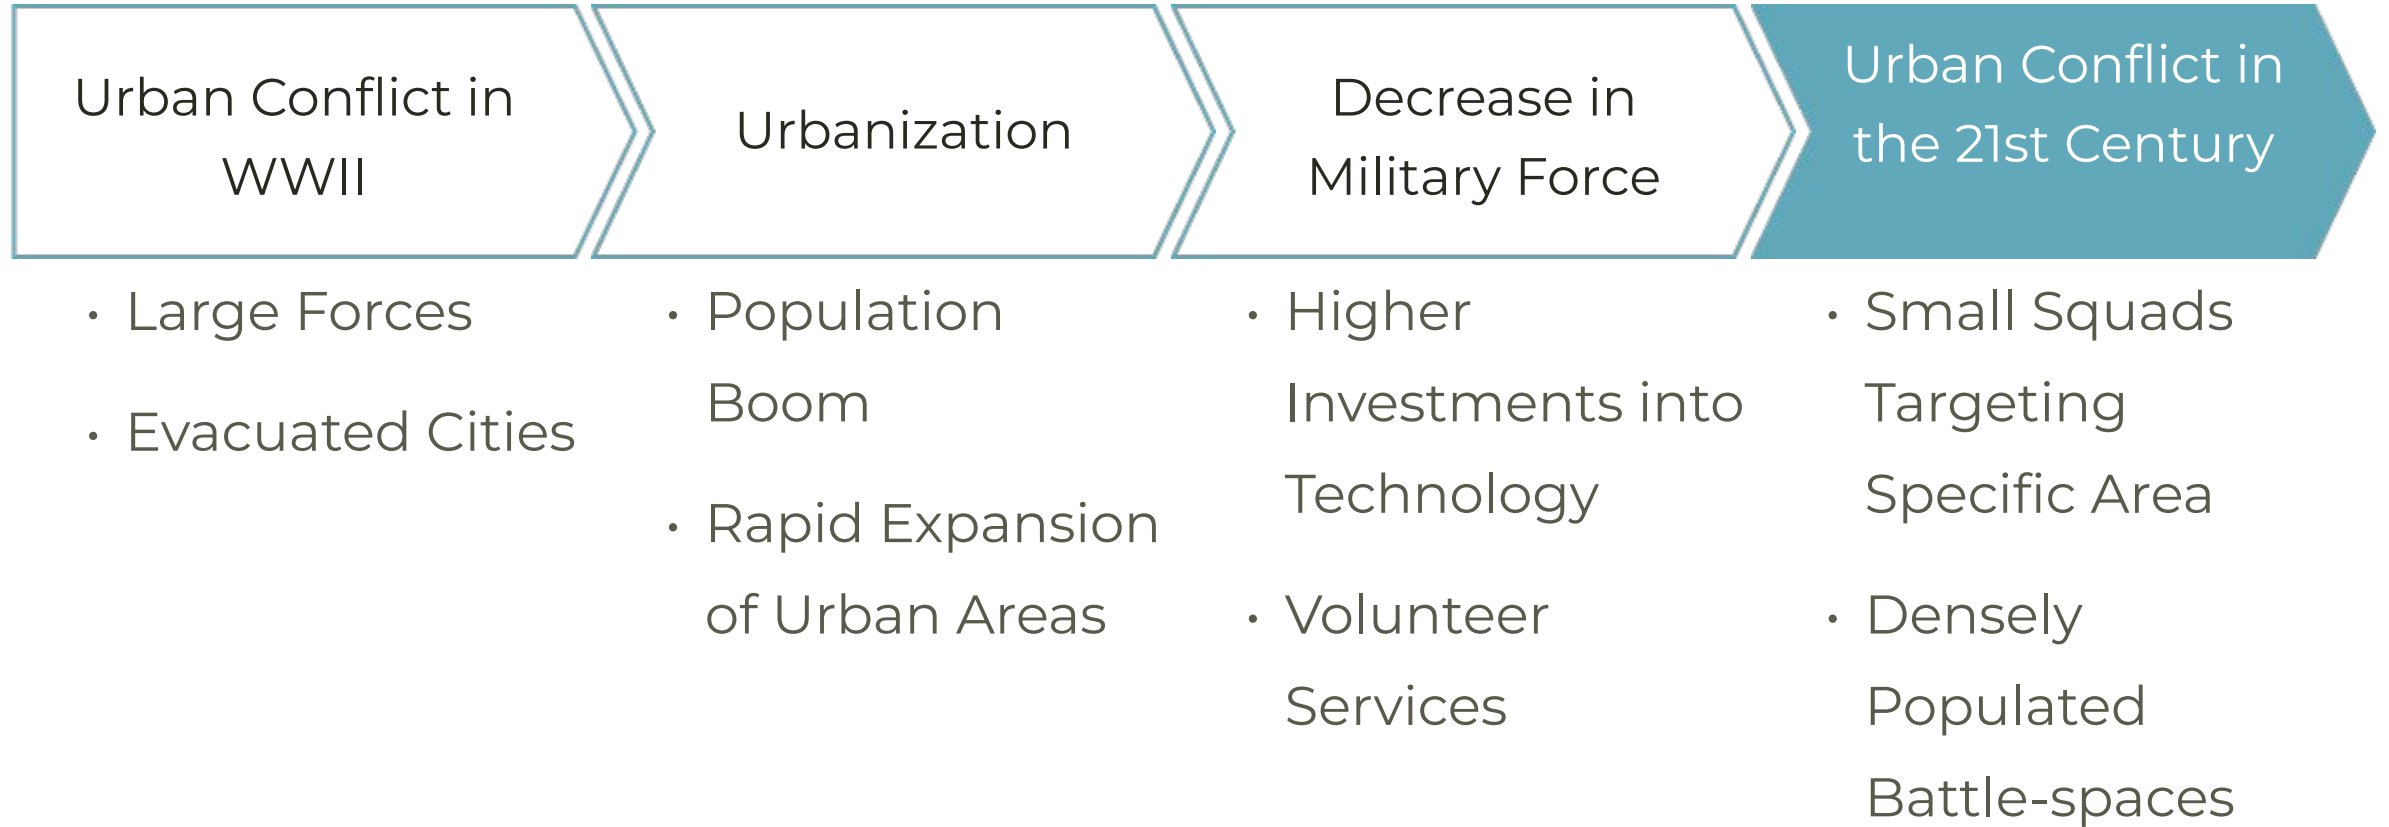 Urban Conflict in
WWII
• Large Forces
• Evacuated Cities
Urbanization
• Population
Boom
• Rapid Expansion
of Urban Areas
Decrease in
Military Force
• Higher
Investments into
Technology
• Volunteer
Services
Urban Conflict in
the 21st Century
• Small Squads
Targeting
Specific Area
• Densely
Populated
Battle-spaces